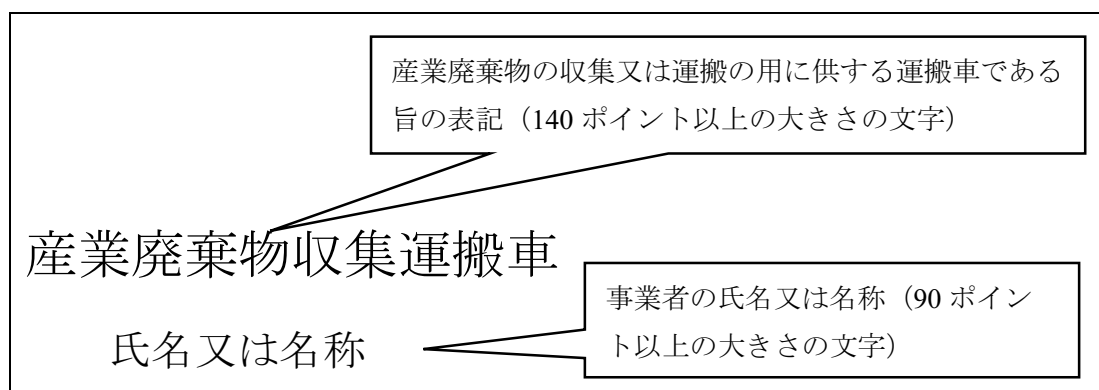 産業廃棄物の収集又は運搬の用に供する運搬車である
旨の表記（140 ポイント以上の大きさの文字）
産業廃棄物収集運搬車
事業者の氏名又は名称（90 ポイン
ト以上の大きさの文字）
氏名又は名称